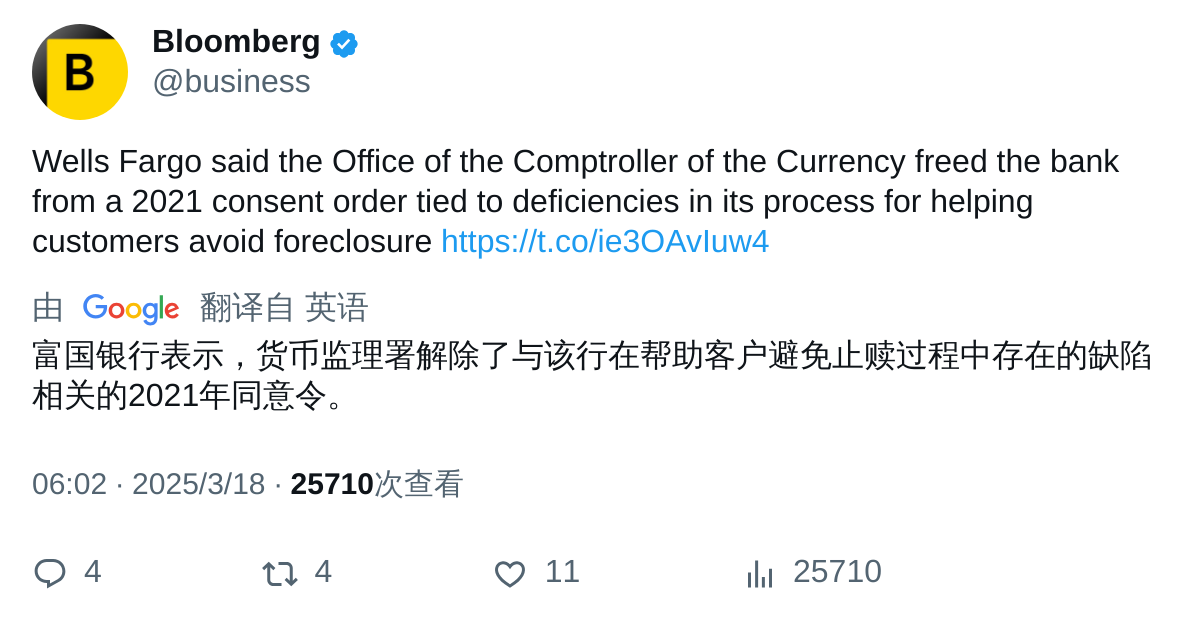 B
Bloomberg
@business
Wells Fargo said the Office of the Comptroller of the Currency freed the bank
from a 2021 consent order tied to deficiencies in its process for helping
customers avoid foreclosure https://t.co/ie3OAvIuw4
由 Google 翻译自 英语
富国银行表示，货币监理署解除了与该行在帮助客户避免止赎过程中存在的缺陷
相关的2021年同意令。
06:02 · 2025/3/18 · 25710次查看
4 4 11 25710